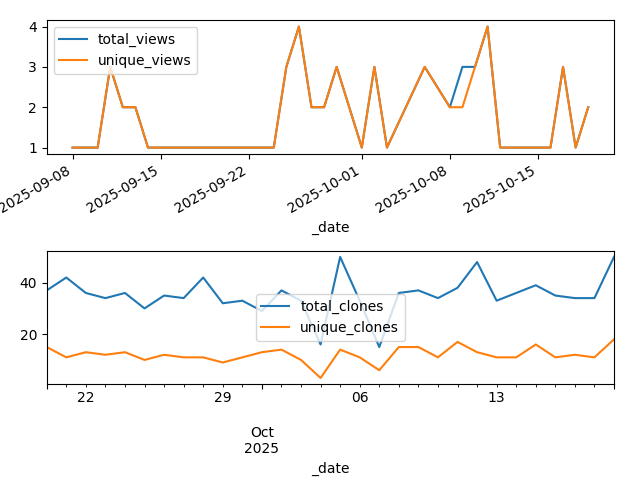 4
3
2
1
total_views
unique_views
2025-09-08
2025-09-15
2025-09-22
2025-10-01
2025-10-08
2025-10-15
_date
40
20
total_clones
unique_clones
22
29
06
13
Oct
2025
_date